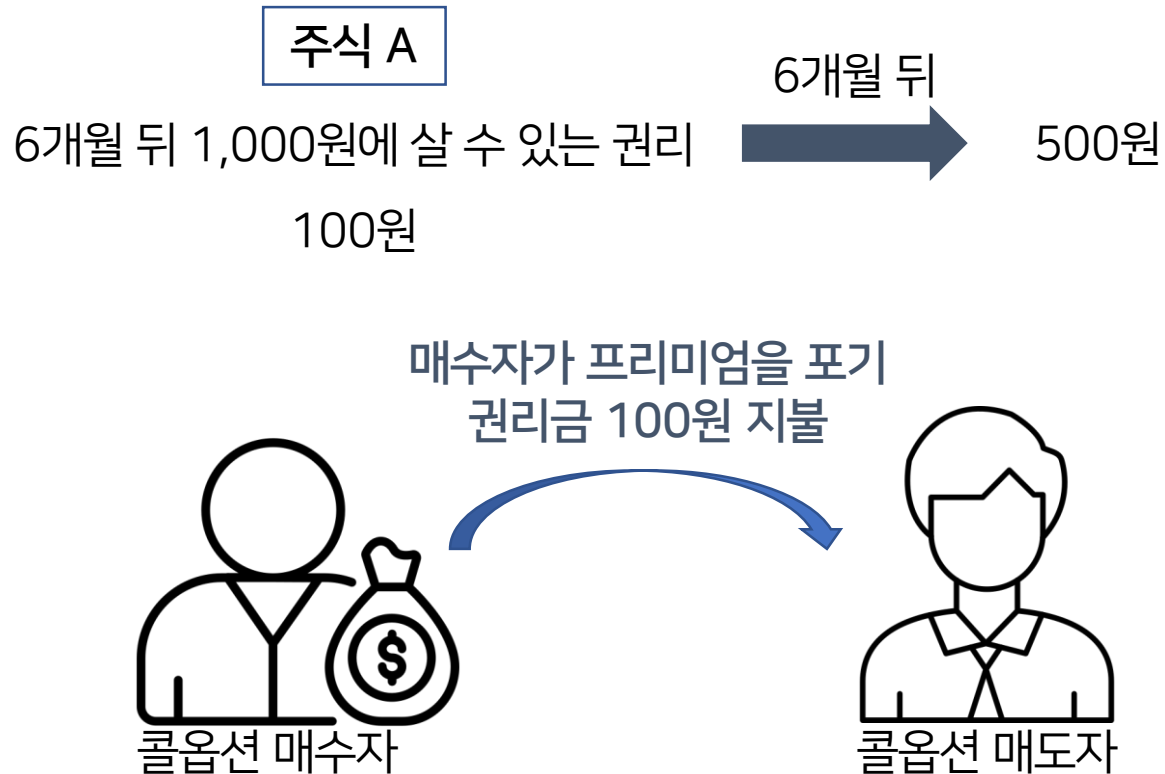 주식 A
6개월 뒤 1,000원에 살 수 있는 권리
100원
6개월 뒤
500원
매수자가 프리미엄을 포기
권리금 100원 지불
$
콜옵션 매수자
콜옵션 매도자